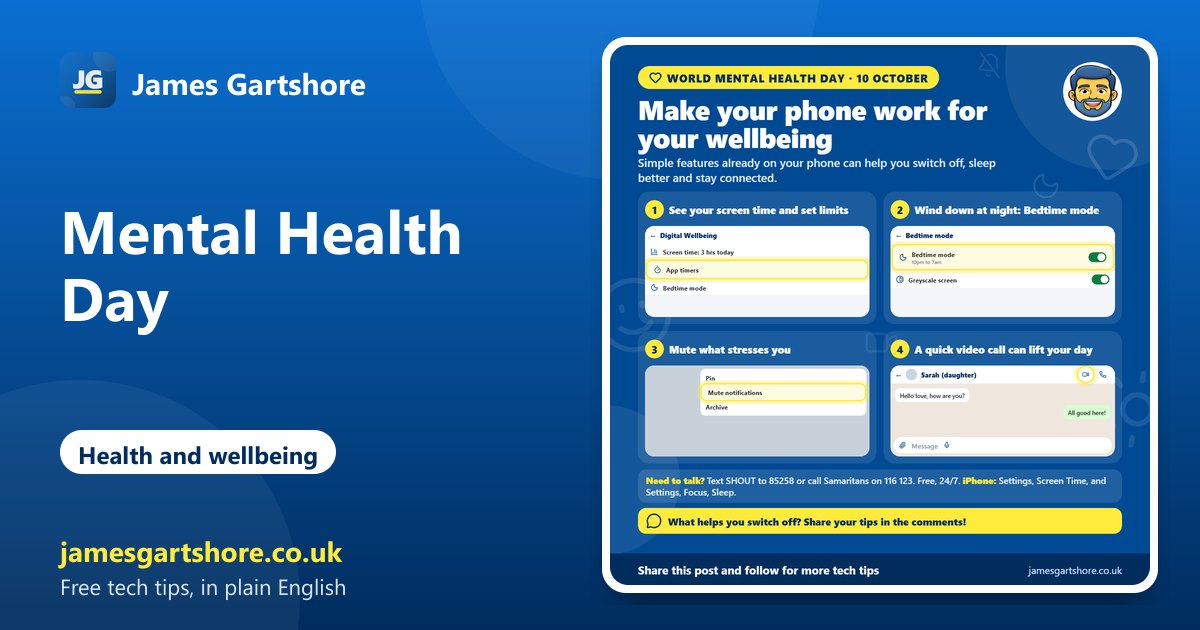 JG
James Gartshore
Mental Health
Day
Health and wellbeing
jamesgartshore.co.uk
Free tech tips, in plain English
WORLD MENTAL HEALTH DAY · 10 OCTOBER
Make your phone work for
your wellbeing
Simple features already on your phone can help you switch off, sleep
better and stay connected.
1 See your screen time and set limits
← Digital Wellbeing
Screen time: 3 hrs today
App timers
Bedtime mode
2 Wind down at night: Bedtime mode
← Bedtime mode
Bedtime mode
10pm to 7am
Greyscale screen
3 Mute what stresses you
Pin
Mute notifications
Archive
4 A quick video call can lift your day
← Sarah (daughter)
Hello love, how are you?
All good here!
Message
Need to talk? Text SHOUT to 85258 or call Samaritans on 116 123. Free, 24/7. iPhone: Settings, Screen Time, and
Settings, Focus, Sleep.
What helps you switch off? Share your tips in the comments!
Share this post and follow for more tech tips
jamesgartshore.co.uk